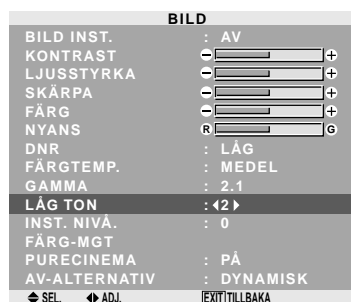 BILD
BILD INST. : AV
KONTRAST
LJUSSTYRKA
SKÄRPA
FÄRG
NYANS R G
DNR : LÅG
FÄRGTEMP. : MEDEL
GAMMA : 2.1
LÅG TON : 2
INST. NIVÅ. : 0
FÄRG-MGT
PURECINEMA : PÅ
AV-ALTERNATIV : DYNAMISK
SEL. ADJ. EXIT TILLBAKA